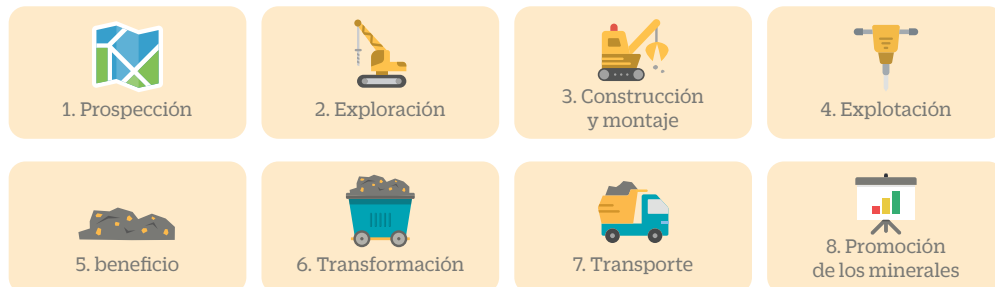 1. Prospección
2. Exploración
3. Construcción
y montaje
4. Explotación
5. beneficio
6. Transformación
7. Transporte
8. Promoción
de los minerales